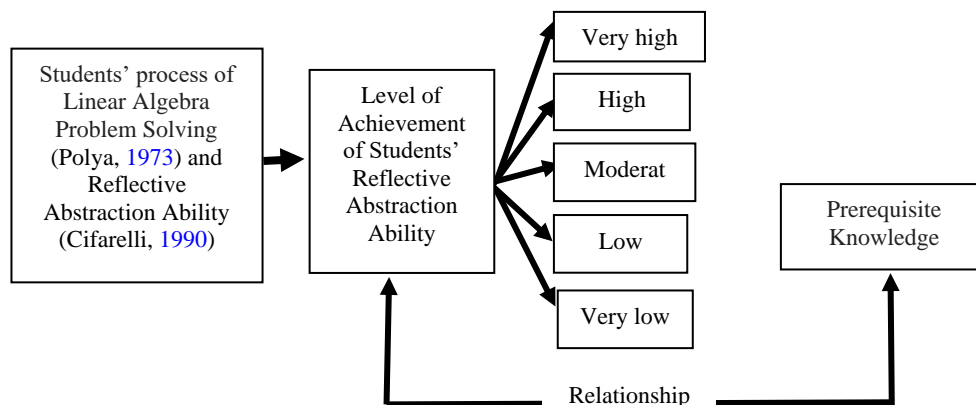 Students’ process of
Linear Algebra
Problem Solving
(Polya, 1973) and
Reflective
Abstraction Ability
(Cifarelli, 1990)
Level of
Achievement
of Students’
Reflective
Abstraction
Ability
Very high
High
Moderat
Low
Very low
Prerequisite
Knowledge
Relationship